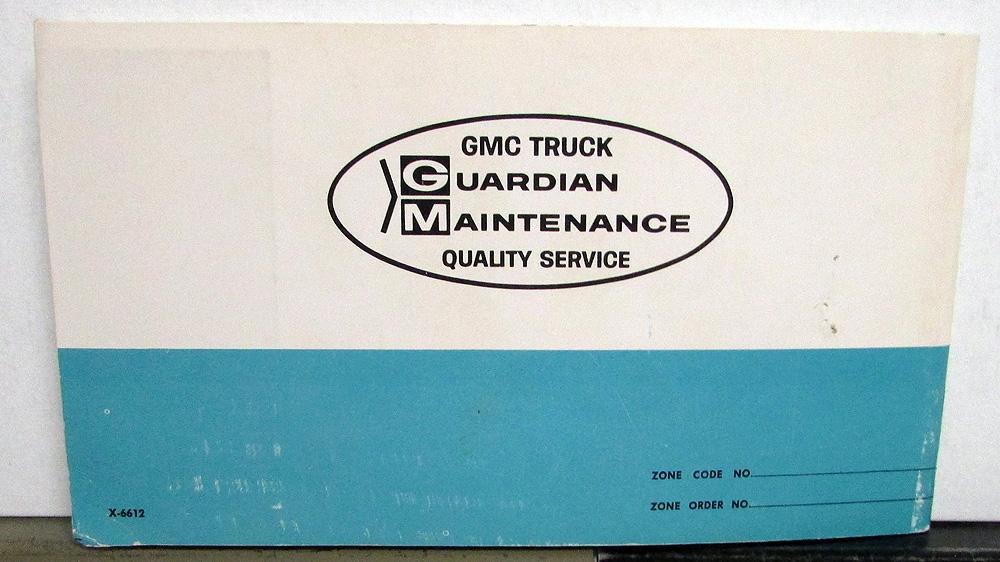 GMC TRUCK
GUARDIAN
MAINTENANCE
QUALITY SERVICE
ZONE CODE NO.
ZONE ORDER NO.
X-6612